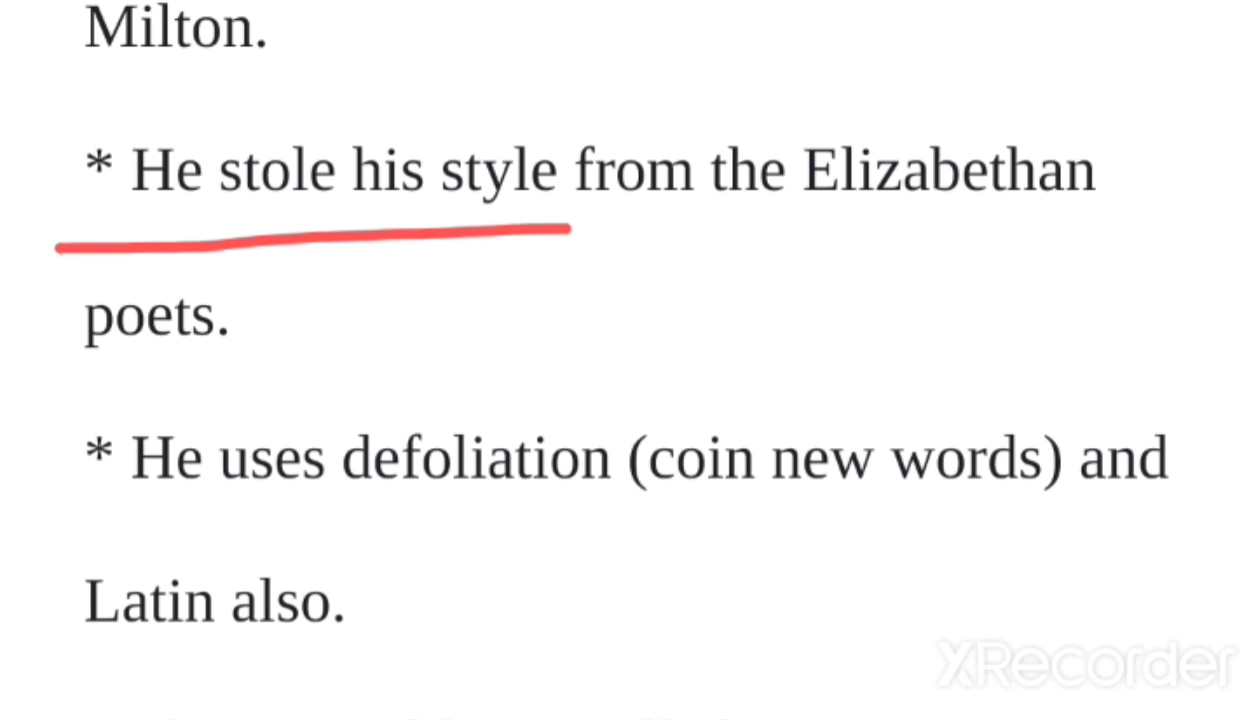 Milton.
* He stole his style from the Elizabethan
poets.
* He uses defoliation (coin new words) and
Latin also.
XRecorder